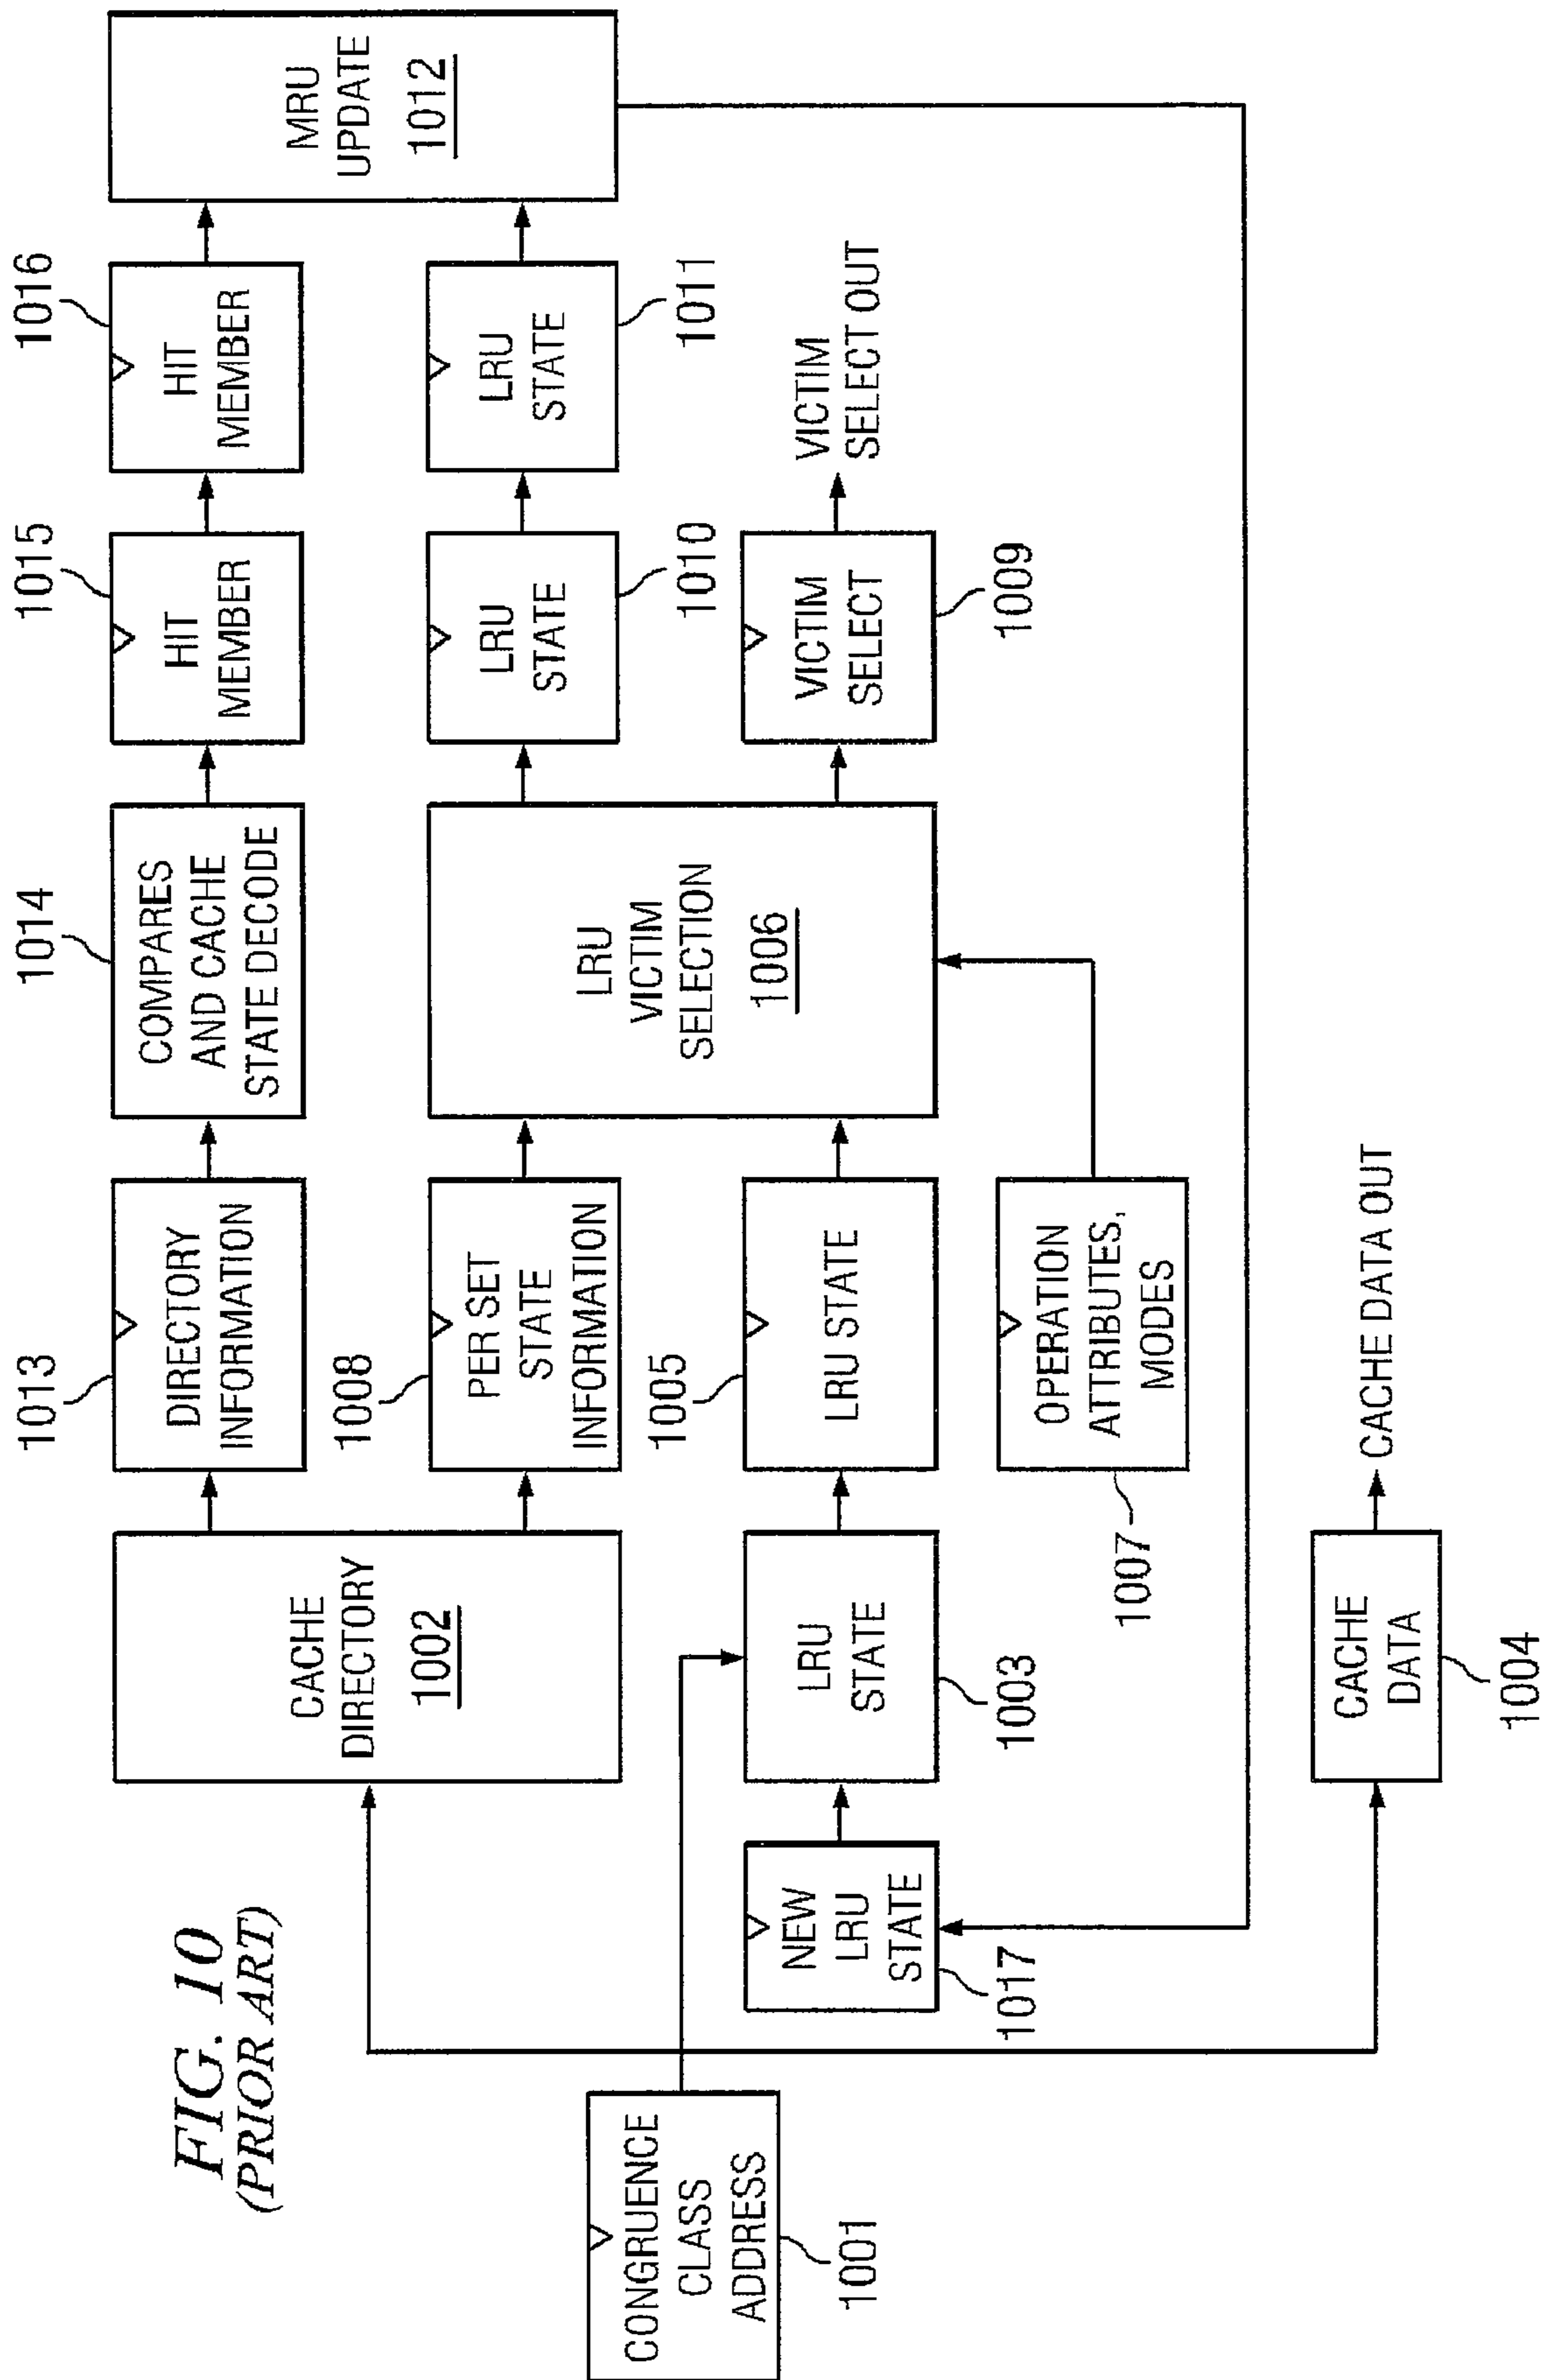 FIG. 10
(PRIOR ART)
CONGRUENCE
CLASS
ADDRESS
1001
CACHE
DIRECTORY
1002
NEW
LRU
STATE
1017
LRU
STATE
1003
CACHE
DATA
1004
CACHE DATA OUT
1013
DIRECTORY
INFORMATION
1008
PER SET
STATE
INFORMATION
1005
LRU STATE
OPERATION
ATTRIBUTES,
MODES
1007
1014
COMPARES
AND CACHE
STATE DECODE
LRU
VICTIM
SELECTION
1006
1015
HIT
MEMBER
LRU
STATE
1010
VICTIM
SELECT
1009
VICTIM
SELECT OUT
1016
HIT
MEMBER
LRU
STATE
1011
MRU
UPDATE
1012